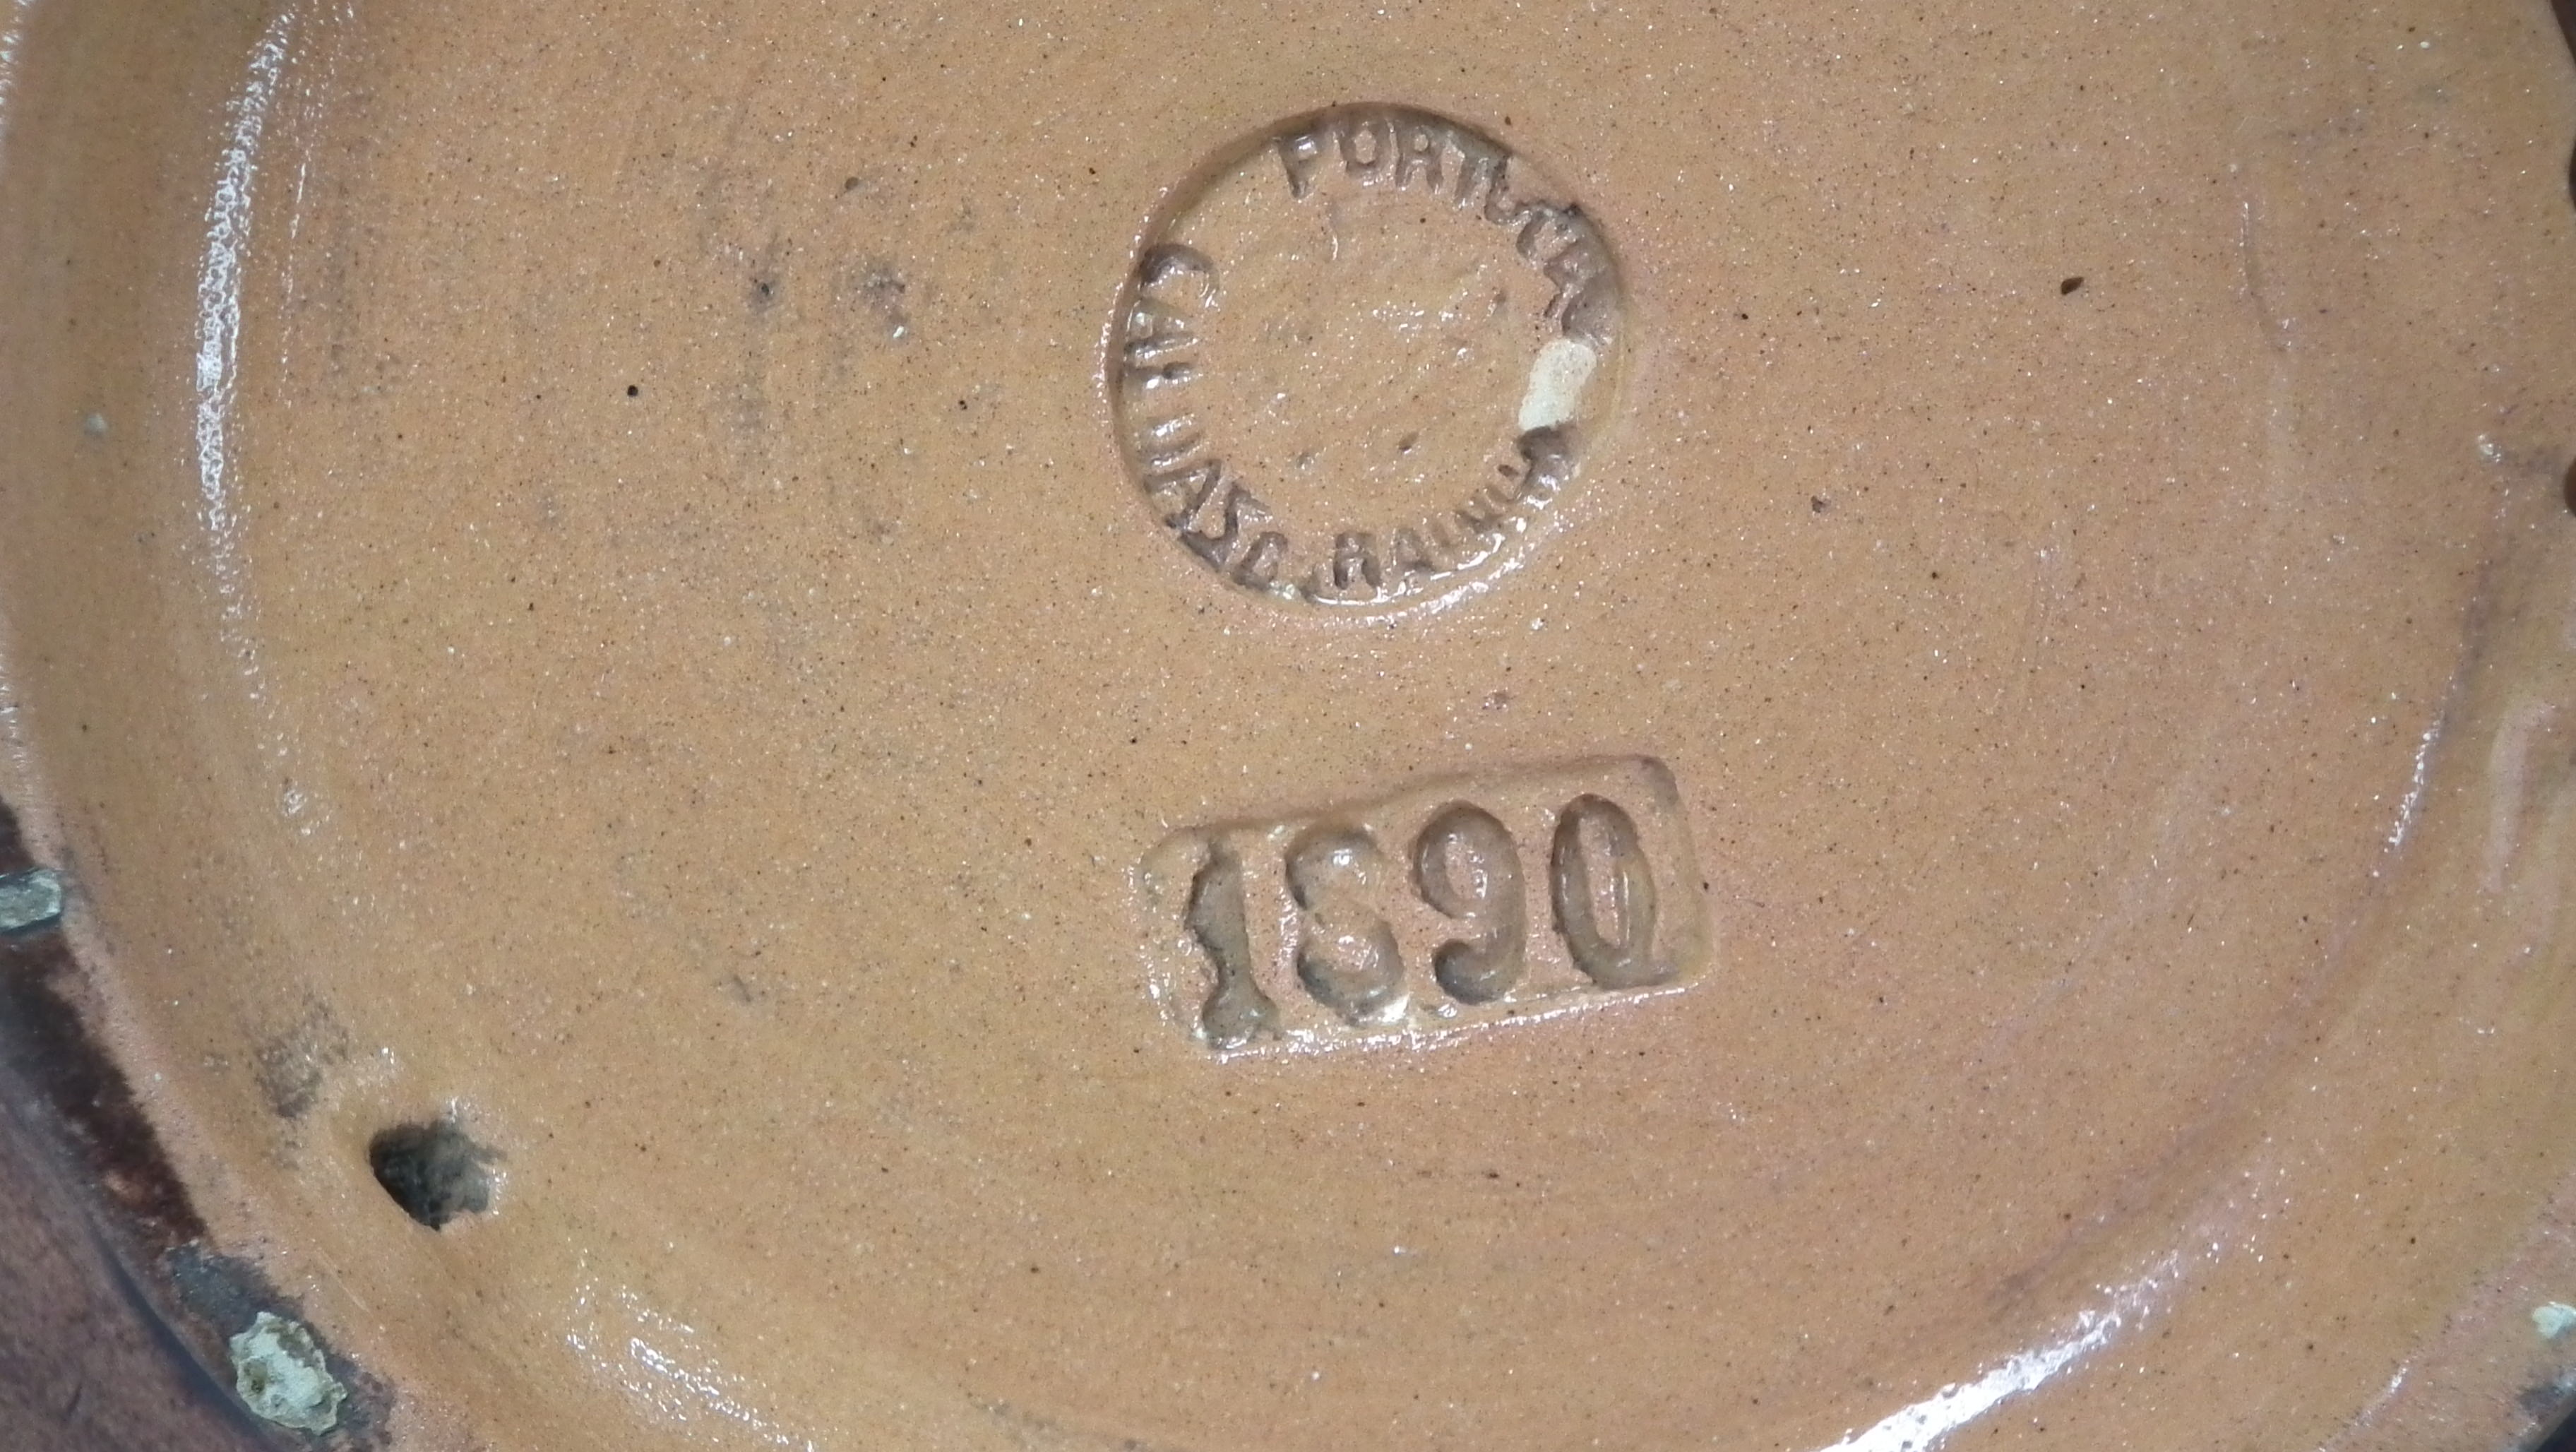 PORTUGAL
CALDAS DA RAINHA
1890